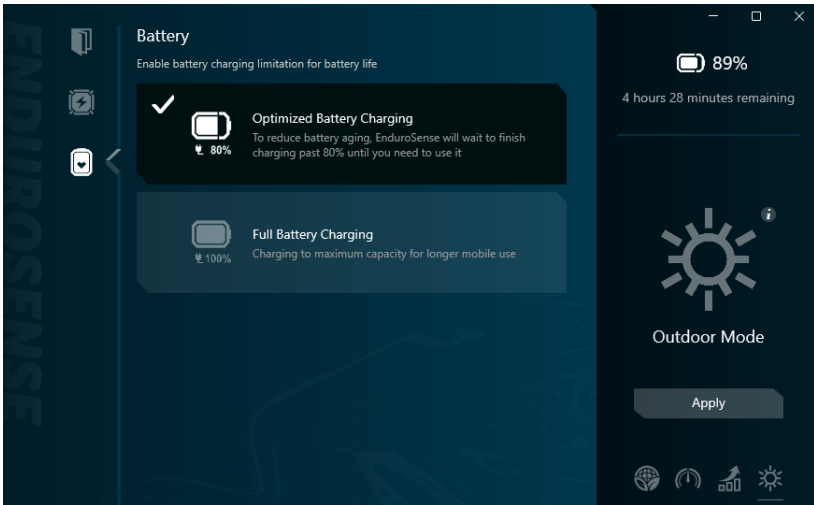 ENDUROSENSE
Battery
Enable battery charging limitation for battery life
Optimized Battery Charging
To reduce battery aging, EnduroSense will wait to finish
charging past 80% until you need to use it
80%
Full Battery Charging
Charging to maximum capacity for longer mobile use
100%
89%
4 hours 28 minutes remaining
i
Outdoor Mode
Apply